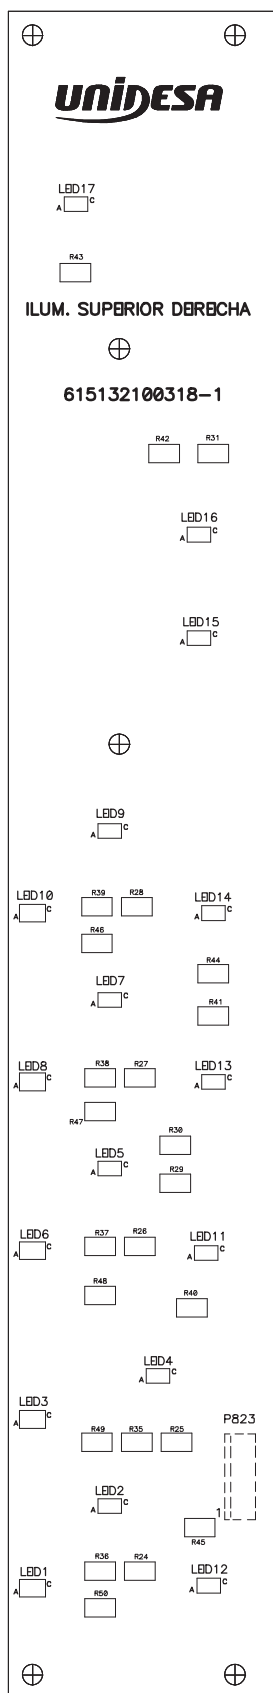 UNIDESA
LED17
A C
R43
ILUM. SUPERIOR DERECHA
615132100318-1
R42 R31
LED16
A C
LED15
A C
LED9
A C
LED10 R39 R28 LED14
A C A C
R46
R44
LED7
A C
R41
LED8 R38 R27 LED13
A C A C
R47
R30
LED5
A C
R29
LED6 R37 R26 LED11
A C A C
R48
R40
LED4
A C
LED3
A C
P823
R49 R35 R25
LED2
A C
1
R45
LED1 R36 R24 LED12
A C A C
R50